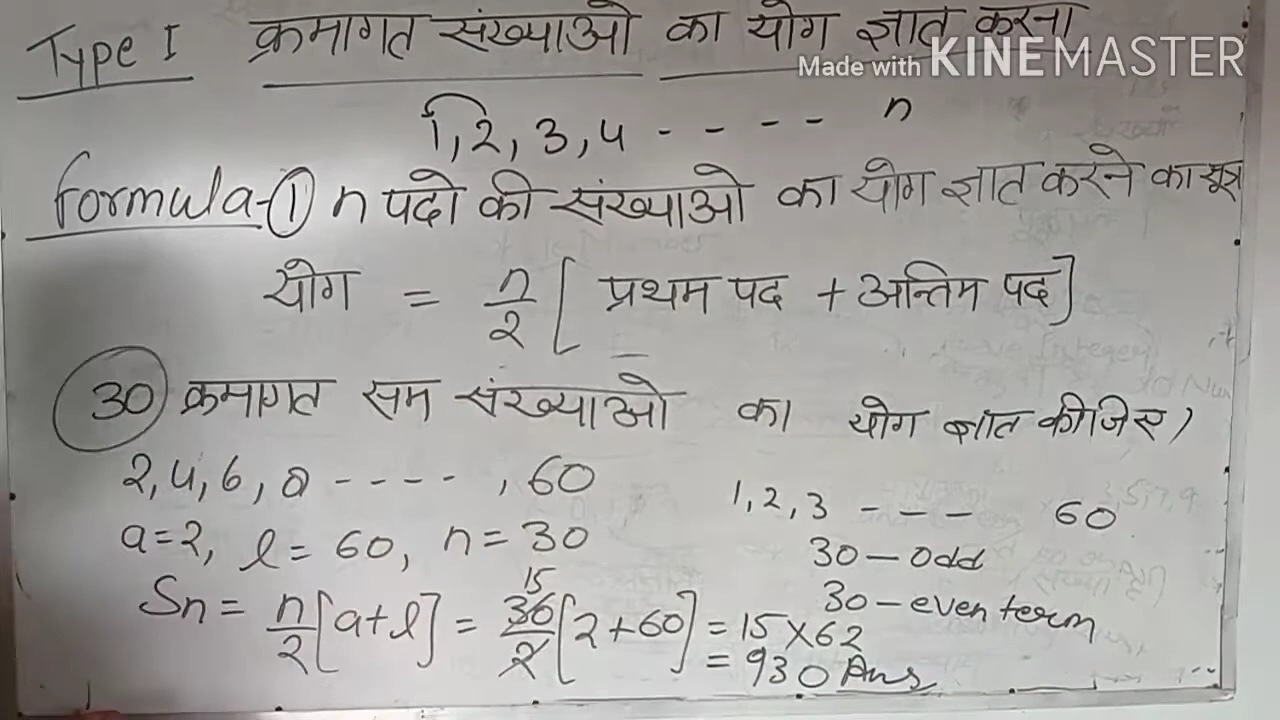 Type I क्रमागत संख्याओ का योग ज्ञात करना
Made with KINEMASTER
1, 2, 3, 4 - - - - n
formula-① n पदो की संख्याओ का योग ज्ञात करने का सूत्र
योग = n/2 [ प्रथम पद + अन्तिम पद ]
30 क्रमागत सम संख्याओ का योग ज्ञात कीजिए)
2, 4, 6, 8 - - - - , 60
1, 2, 3 - - - 60
a=2, l = 60, n = 30
30 - odd
30 - even term
Sn = n/2 [a+l] = 30/2 [2+60] = 15 × 62
15
= 930 Ans